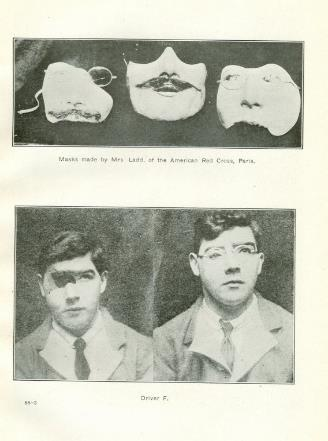 Masks made by Mrs Ladd, of the American Red Cross, Paris.
Driver F.